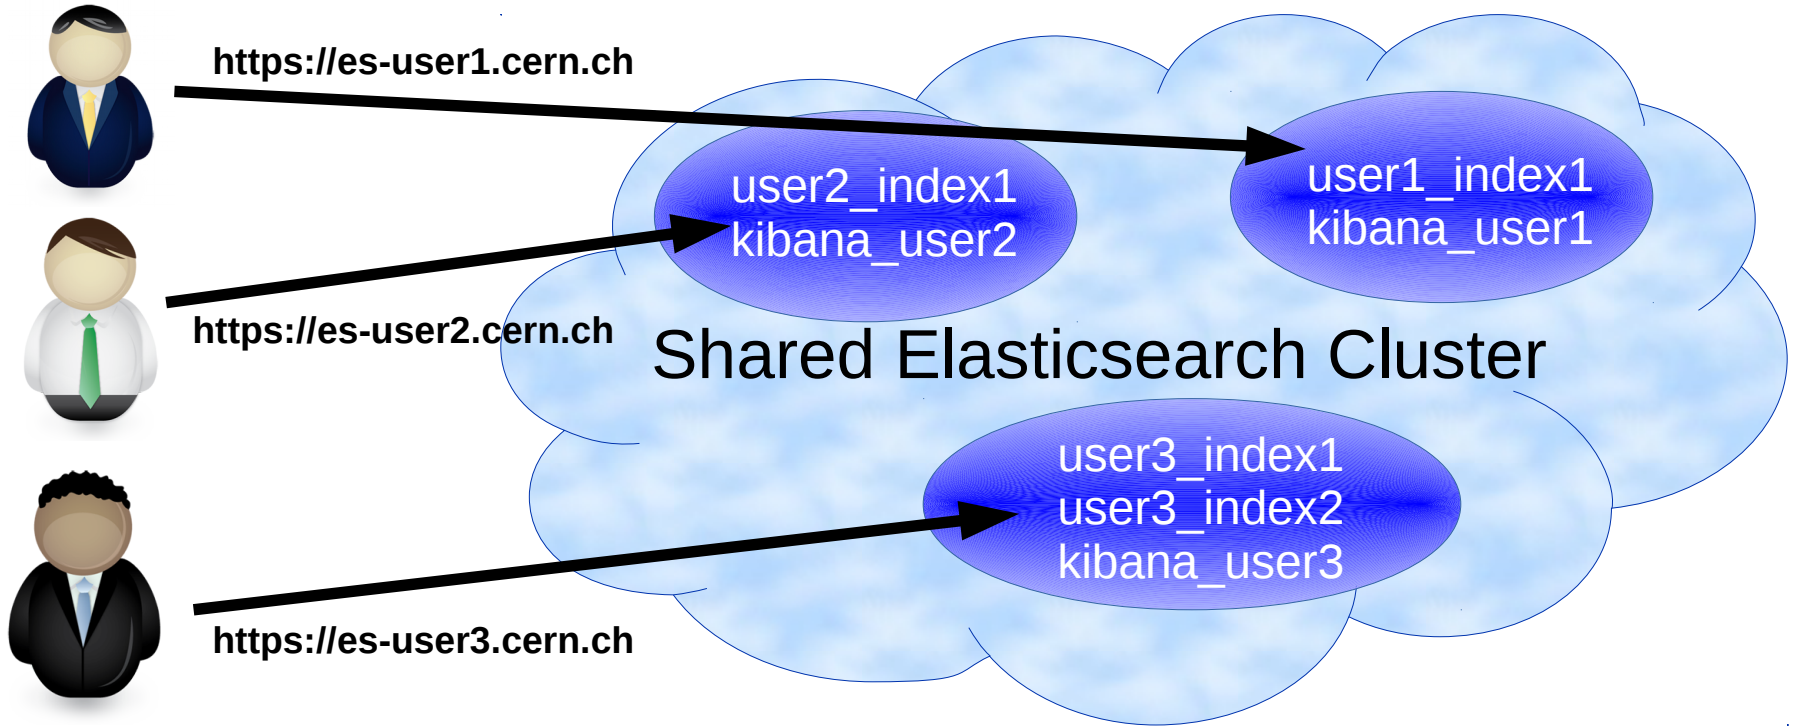 https://es-user1.cern.ch
user2_index1
kibana_user2
user1_index1
kibana_user1
https://es-user2.cern.ch
Shared Elasticsearch Cluster
user3_index1
user3_index2
kibana_user3
https://es-user3.cern.ch